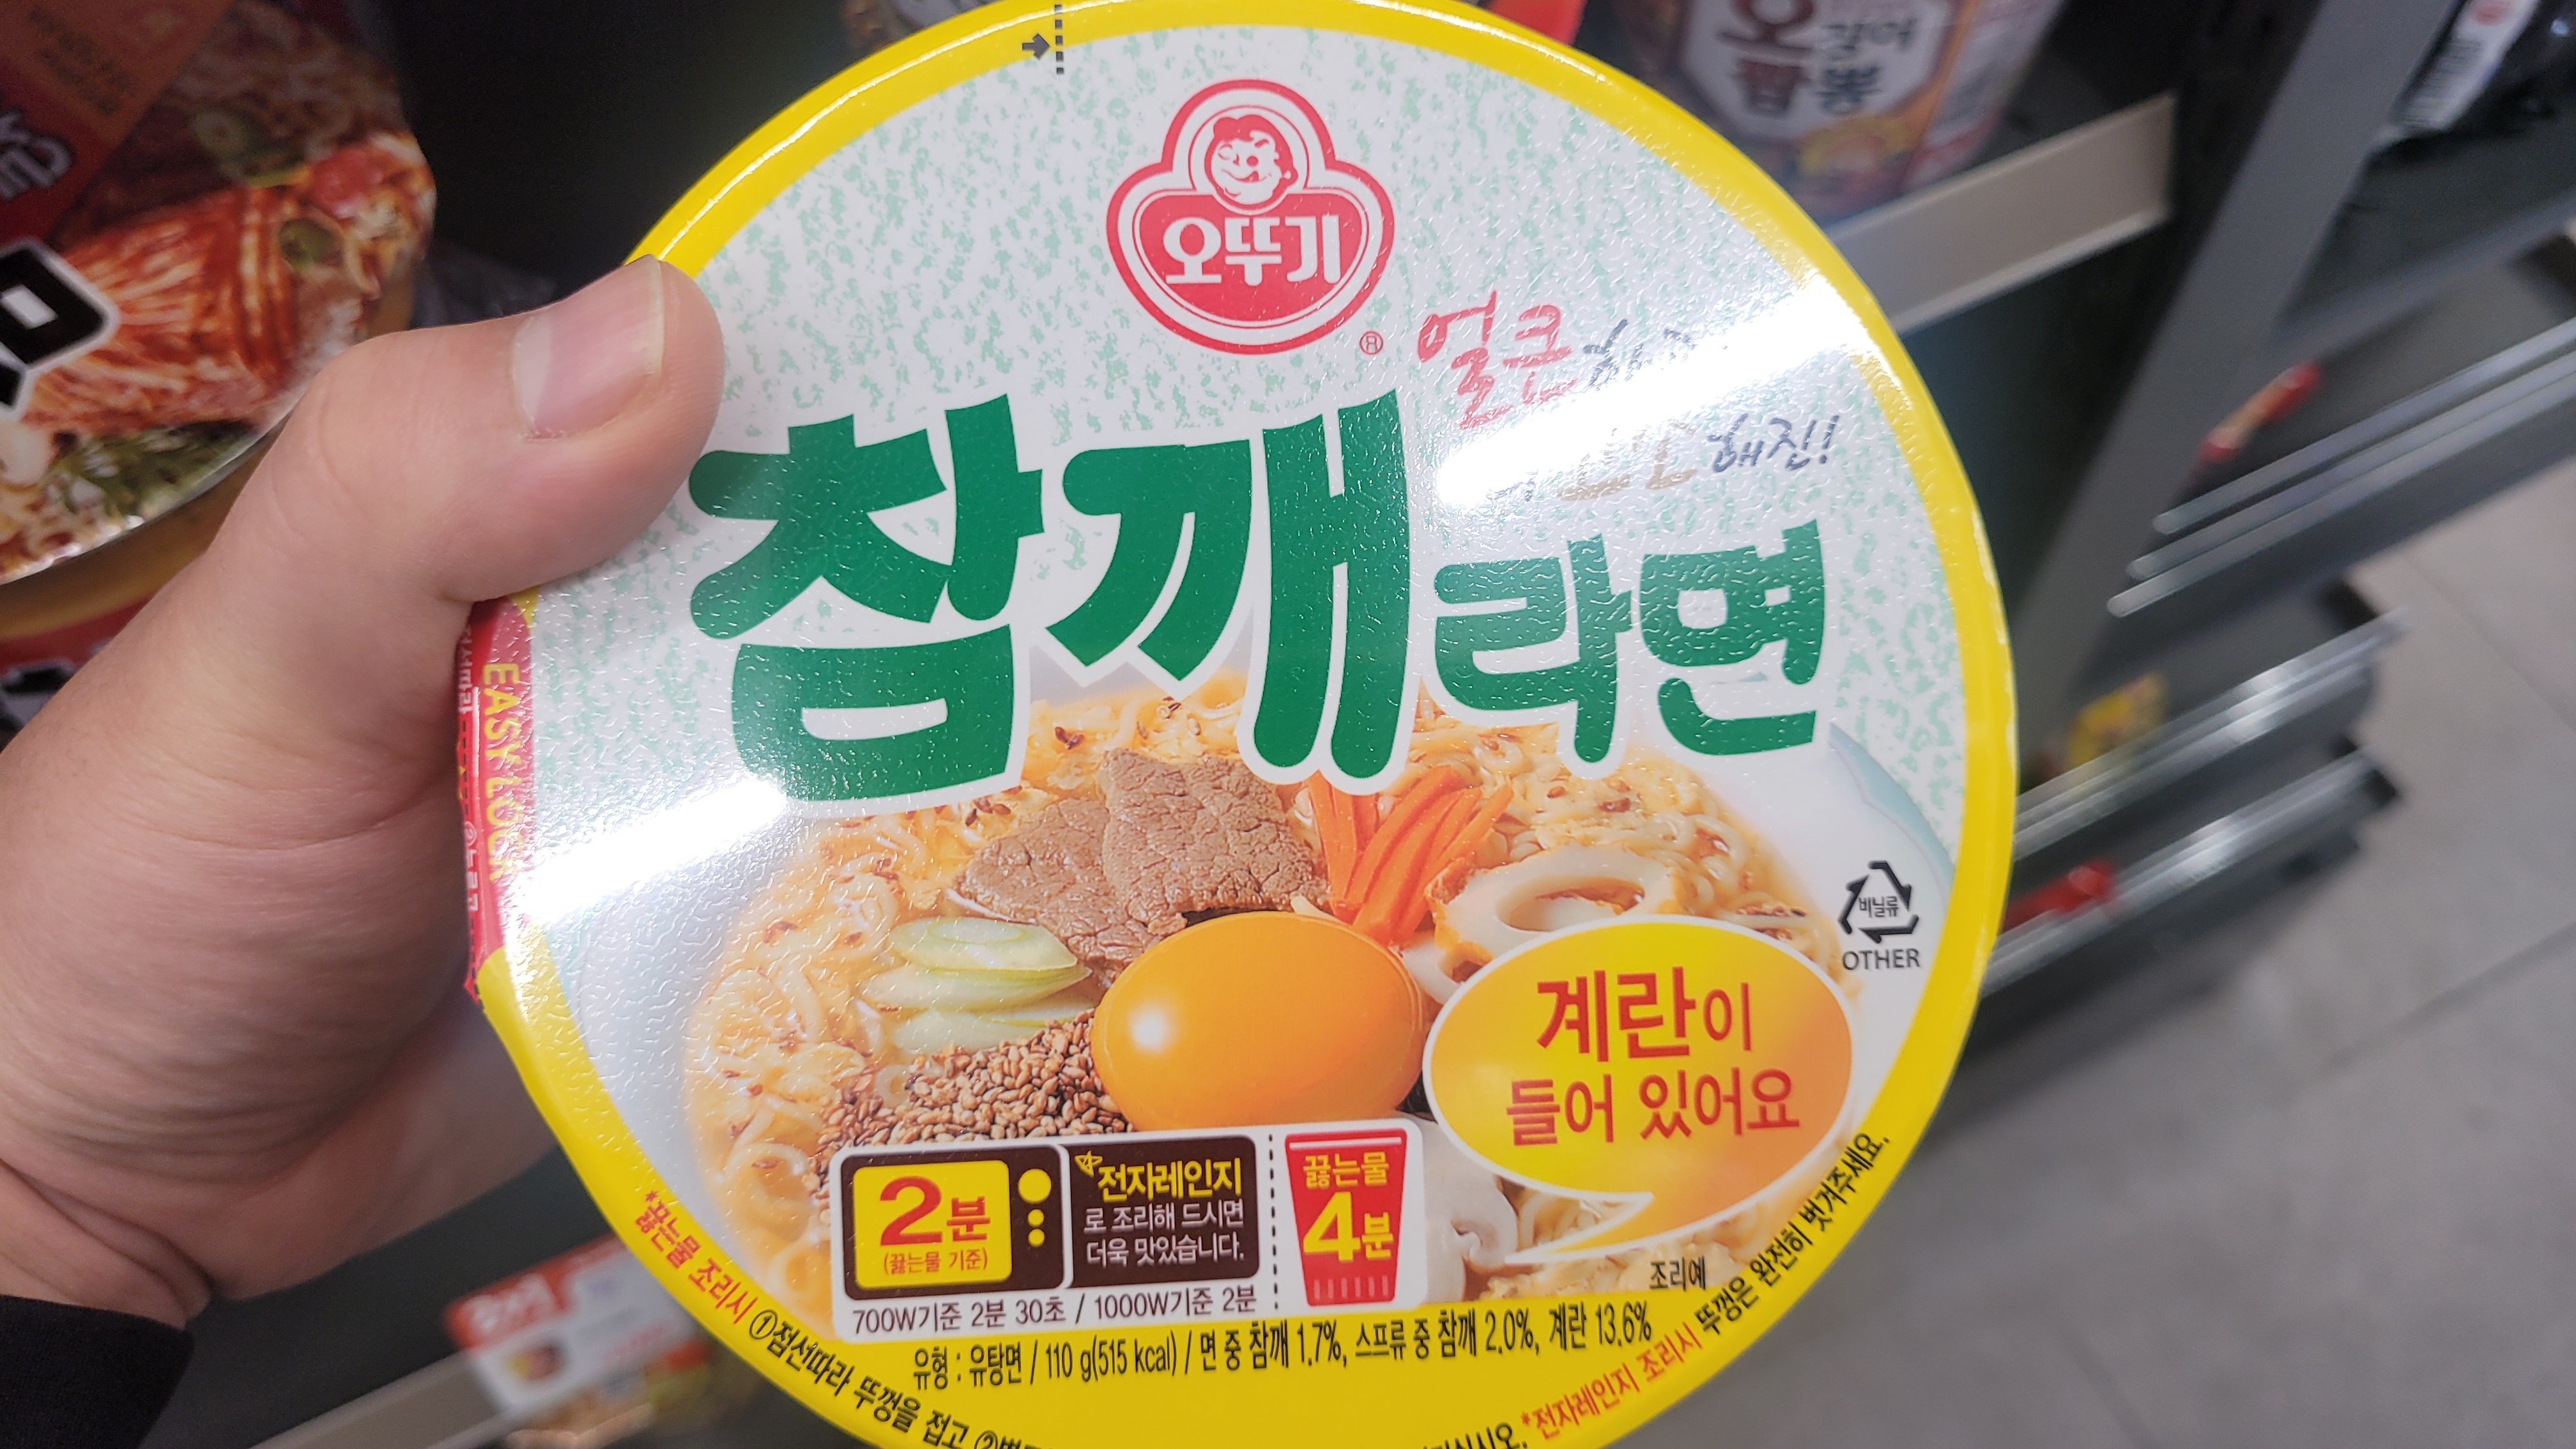 오뚜기
얼큰
해진!
참깨라면
EASY LOCK
비닐류
OTHER
계란이
들어 있어요
2분
(끓는물 기준)
전자레인지
로 조리해 드시면
더욱 맛있습니다.
끓는물
4분
700W기준 2분 30초 / 1000W기준 2분
조리예
유형 : 유탕면 / 110 g(515 kcal) / 면 중 참깨 1.7%, 스프류 중 참깨 2.0%, 계란 13.6%
*끓는물 조리시 ①점선따라 뚜껑을 접고
*전자레인지 조리시 뚜껑은 완전히 벗겨주세요.